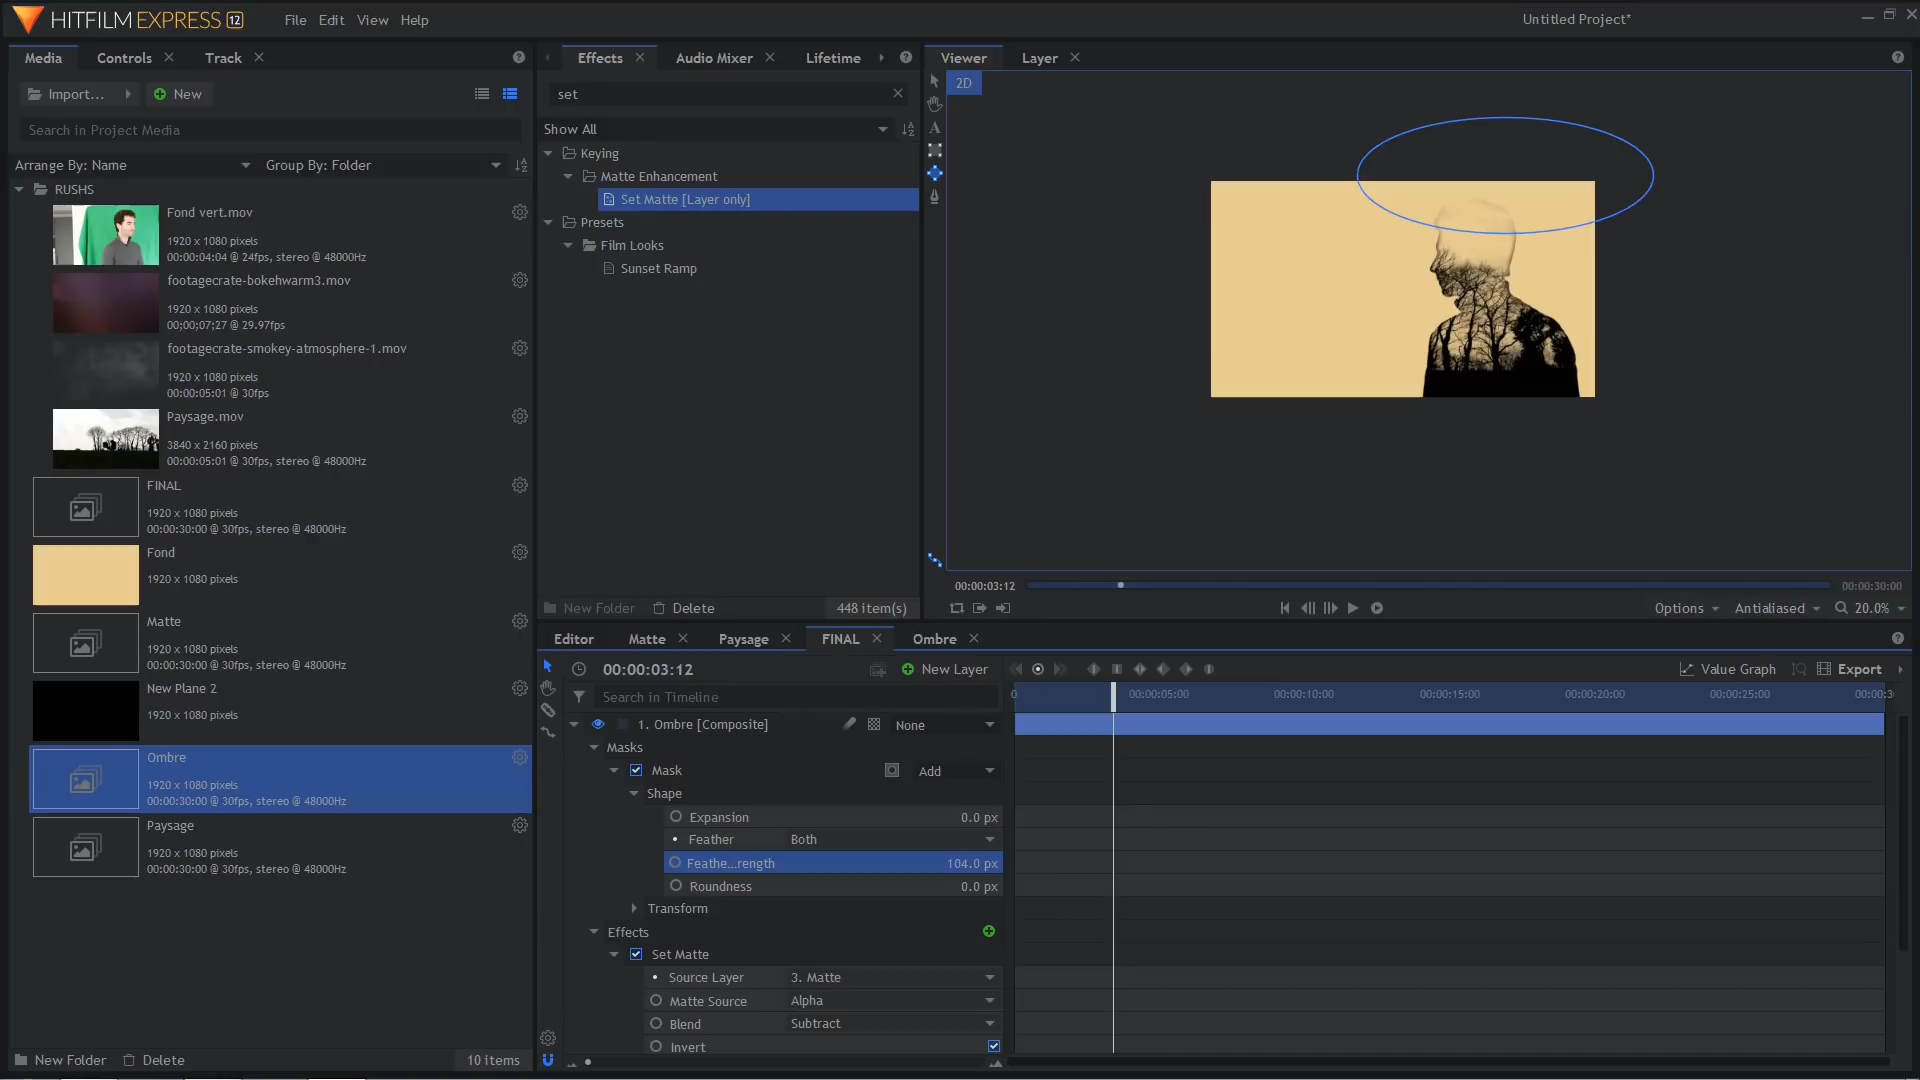 HITFILM EXPRESS 12 File Edit View Help Untitled Project*
Media Controls Track
Import... New
Search in Project Media
Arrange By: Name Group By: Folder
RUSHS
Fond vert.mov
1920 x 1080 pixels
00:00:04:04 @ 24fps, stereo @ 48000Hz
footagecrate-bokehwarm3.mov
1920 x 1080 pixels
00;00;07;27 @ 29.97fps
footagecrate-smokey-atmosphere-1.mov
1920 x 1080 pixels
00:00:05:01 @ 30fps
Paysage.mov
3840 x 2160 pixels
00:00:05:01 @ 30fps, stereo @ 48000Hz
FINAL
1920 x 1080 pixels
00:00:30:00 @ 30fps, stereo @ 48000Hz
Fond
1920 x 1080 pixels
Matte
1920 x 1080 pixels
00:00:30:00 @ 30fps, stereo @ 48000Hz
New Plane 2
1920 x 1080 pixels
Ombre
1920 x 1080 pixels
00:00:30:00 @ 30fps, stereo @ 48000Hz
Paysage
1920 x 1080 pixels
00:00:30:00 @ 30fps, stereo @ 48000Hz
New Folder Delete 10 items
Effects Audio Mixer Lifetime
set
Show All
Keying
Matte Enhancement
Set Matte [Layer only]
Presets
Film Looks
Sunset Ramp
New Folder Delete 448 item(s)
Viewer Layer
2D
A
00:00:03:12 00:00:30:00
Options Antialiased 20.0%
Editor Matte Paysage FINAL Ombre
00:00:03:12 New Layer Value Graph Export
Search in Timeline
0 00:00:05:00 00:00:10:00 00:00:15:00 00:00:20:00 00:00:25:00 00:00:3
1. Ombre [Composite] None
Masks
Mask Add
Shape
Expansion 0.0 px
Feather Both
Feathe...rength 104.0 px
Roundness 0.0 px
Transform
Effects
Set Matte
Source Layer 3. Matte
Matte Source Alpha
Blend Subtract
Invert